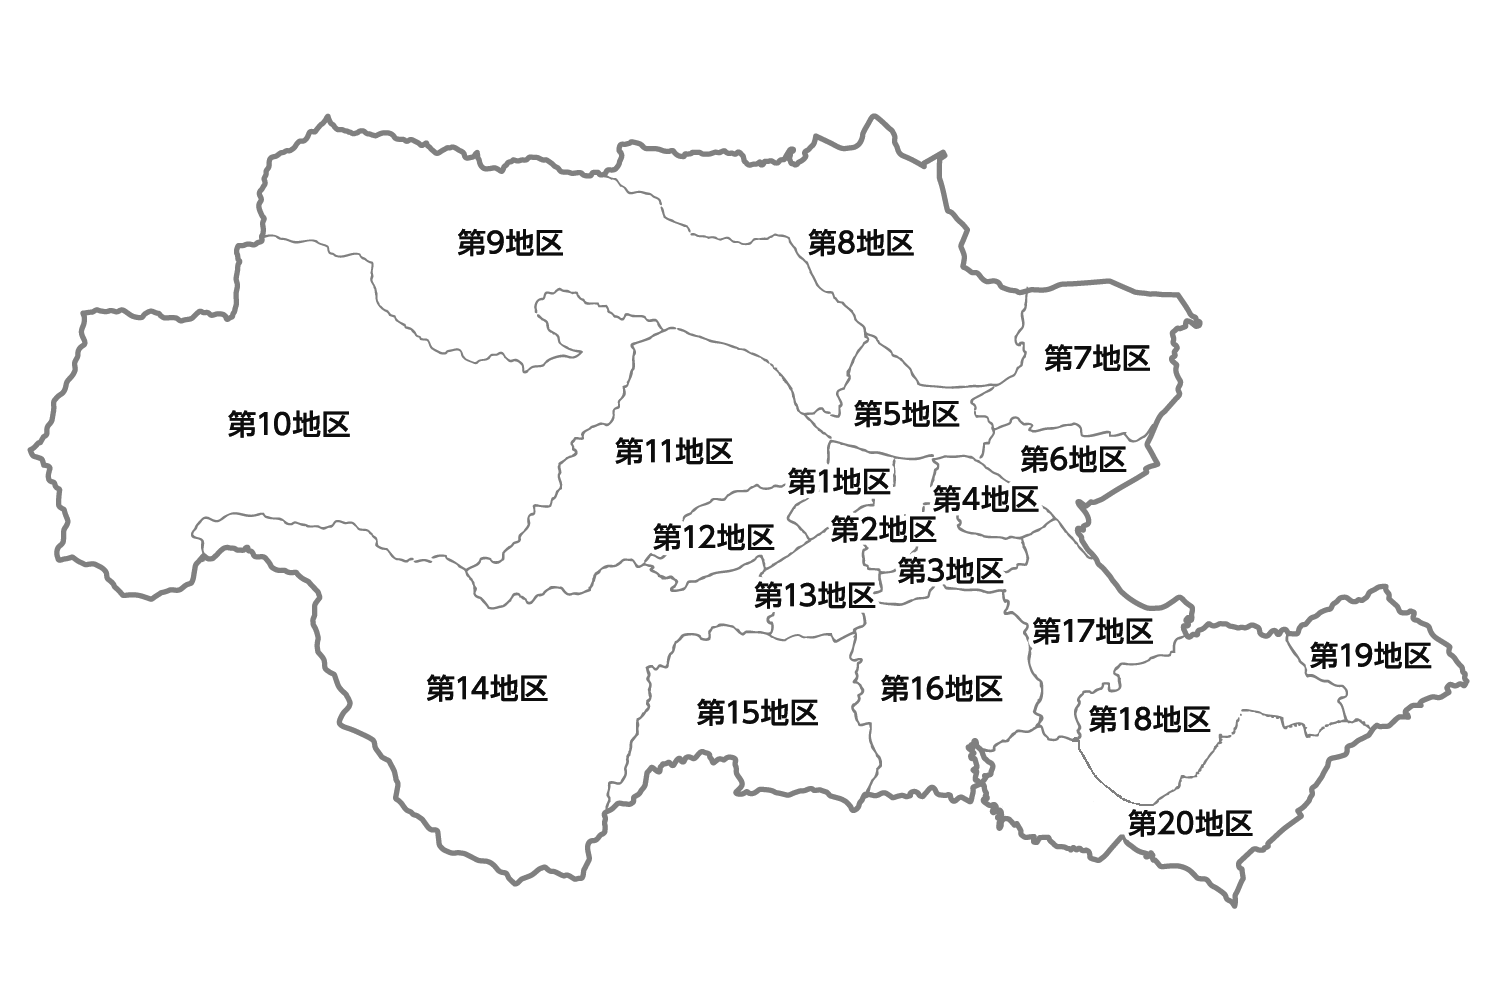 第9地区
第8地区
第7地区
第10地区
第5地区
第11地区
第6地区
第1地区
第4地区
第12地区
第2地区
第3地区
第13地区
第17地区
第19地区
第14地区
第16地区
第15地区
第18地区
第20地区